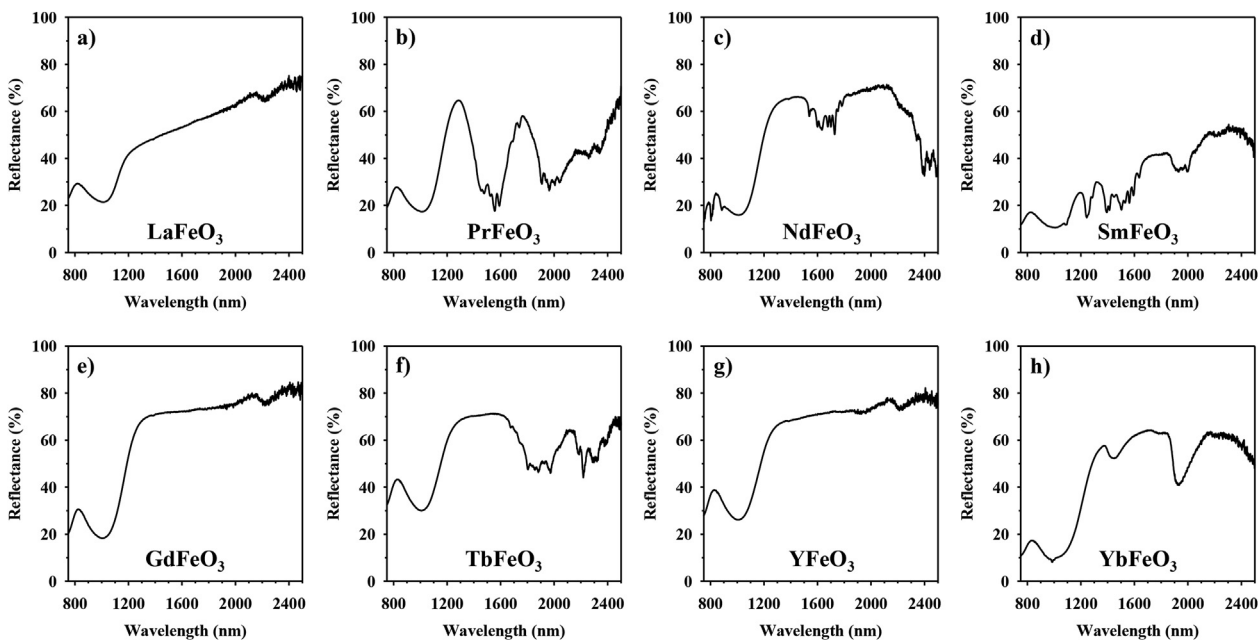 a)
100
80
60
40
20
0
Reflectance (%)
800 1200 1600 2000 2400
Wavelength (nm)
LaFeO₃
b)
100
80
60
40
20
0
Reflectance (%)
800 1200 1600 2000 2400
Wavelength (nm)
PrFeO₃
c)
100
80
60
40
20
0
Reflectance (%)
800 1200 1600 2000 2400
Wavelength (nm)
NdFeO₃
d)
100
80
60
40
20
0
Reflectance (%)
800 1200 1600 2000 2400
Wavelength (nm)
SmFeO₃
e)
100
80
60
40
20
0
Reflectance (%)
800 1200 1600 2000 2400
Wavelength (nm)
GdFeO₃
f)
100
80
60
40
20
0
Reflectance (%)
800 1200 1600 2000 2400
Wavelength (nm)
TbFeO₃
g)
100
80
60
40
20
0
Reflectance (%)
800 1200 1600 2000 2400
Wavelength (nm)
YFeO₃
h)
100
80
60
40
20
0
Reflectance (%)
800 1200 1600 2000 2400
Wavelength (nm)
YbFeO₃